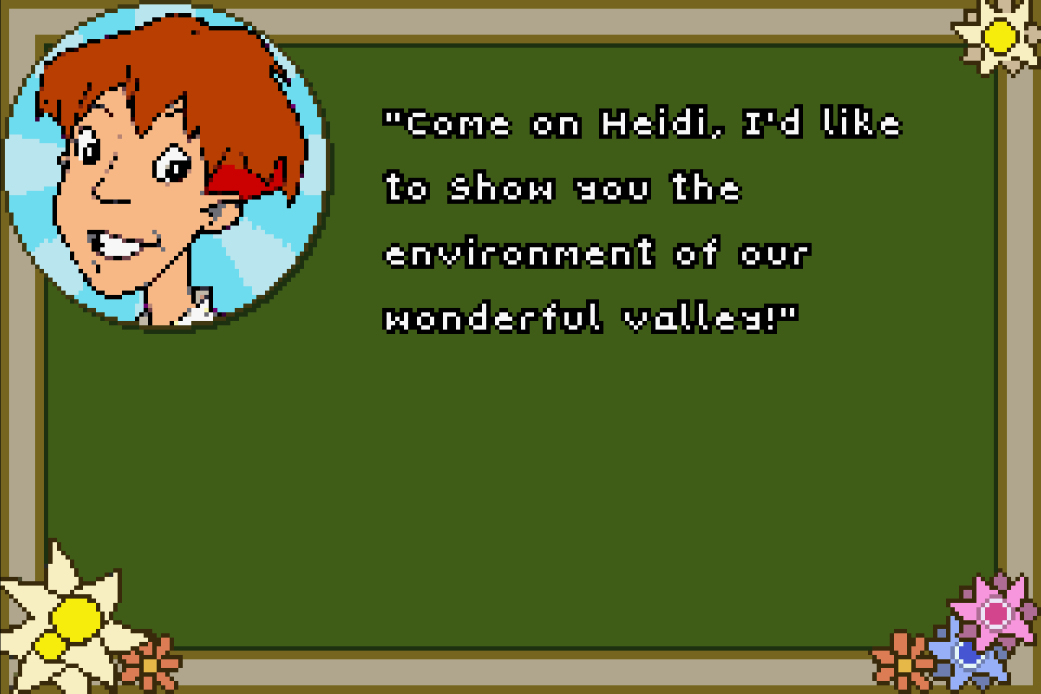 "Come on Heidi, I'd like
to show you the
environment of our
wonderful valley!"